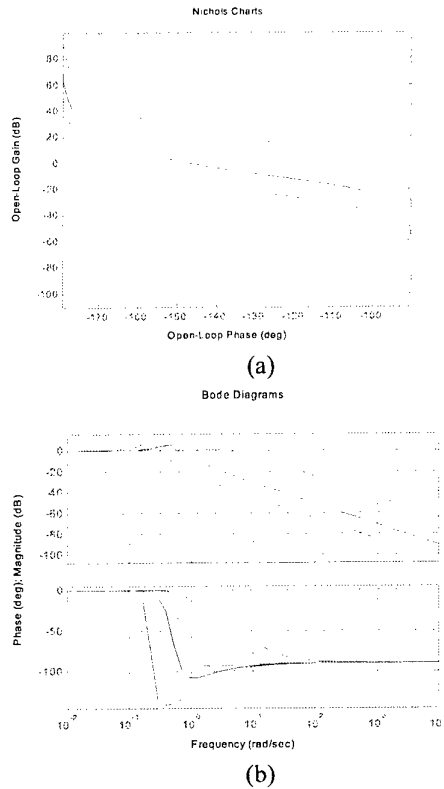 Nichols Charts
80
60
40
20
0
-20
-40
-60
-80
-100
Open-Loop Gain (dB)
-170 -160 -150 -140 -130 -120 -110 -100
Open-Loop Phase (deg)
(a)
Bode Diagrams
0
-20
-40
-60
-80
-100
Phase (deg); Magnitude (dB)
0
-50
-100
Frequency (rad/sec)
(b)